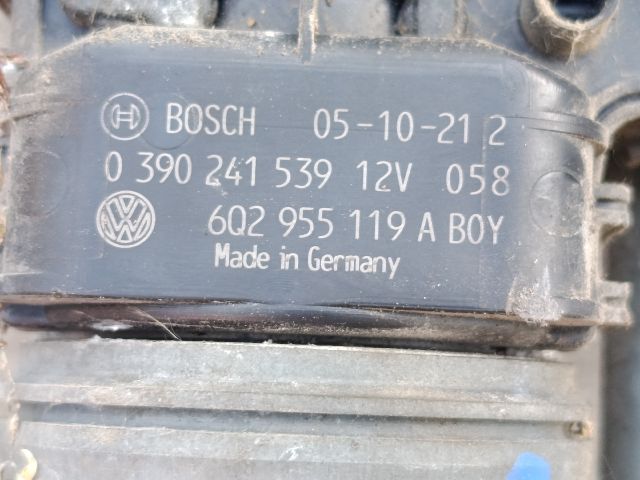 BOSCH 05-10-21 2
0 390 241 539 12V 058
6Q2 955 119 A BOY
Made in Germany